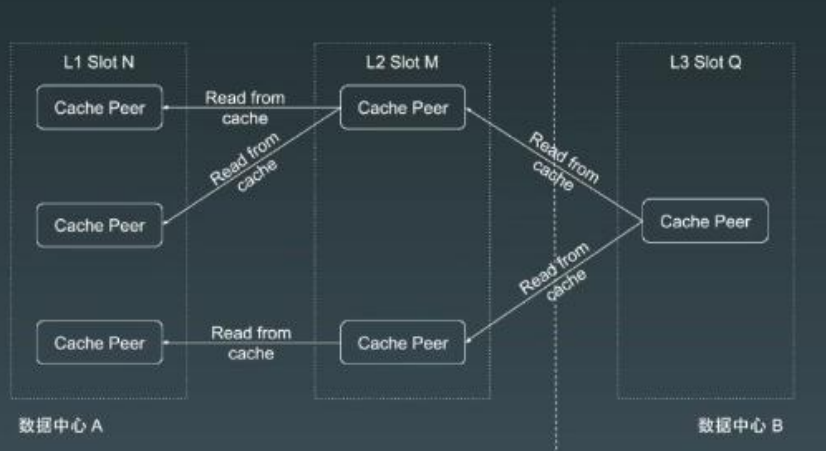 L1 Slot N
L2 Slot M
L3 Slot Q
Cache Peer
Read from
cache
Cache Peer
Read from
cache
Read from
cache
Cache Peer
Cache Peer
Read from
cache
Cache Peer
Read from
cache
Cache Peer
数据中心 A
数据中心 B